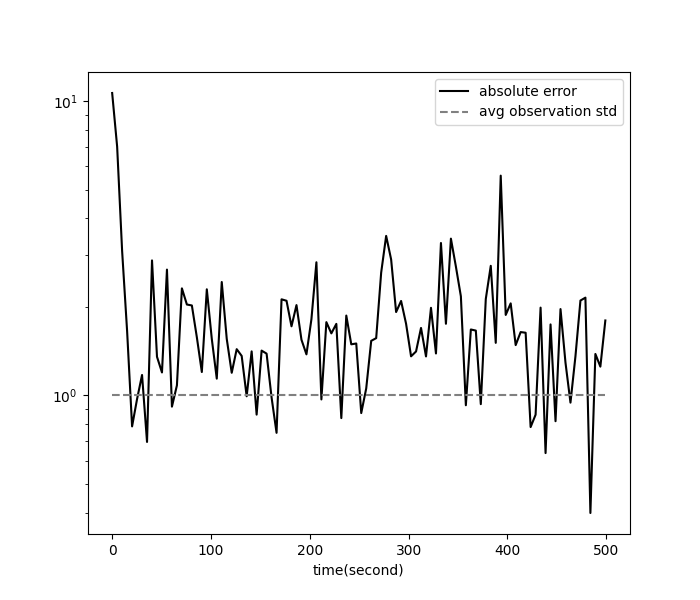 absolute error
avg observation std
10¹
10⁰
0 100 200 300 400 500
time(second)